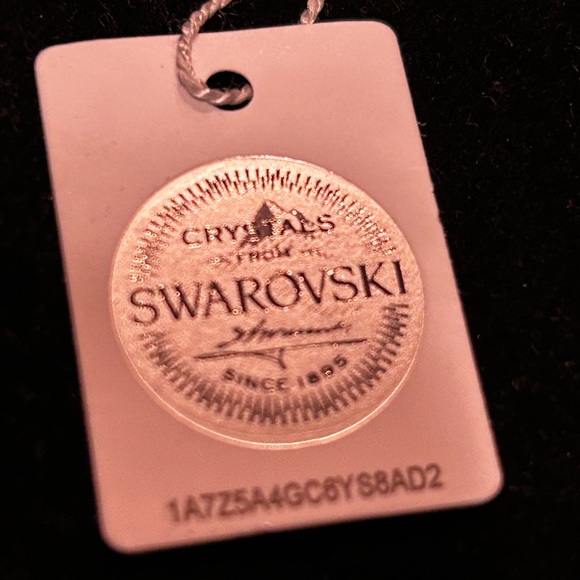 CRYSTALS
FROM
SWAROVSKI
SINCE 1895
1A7Z5A4GC6YS8AD2